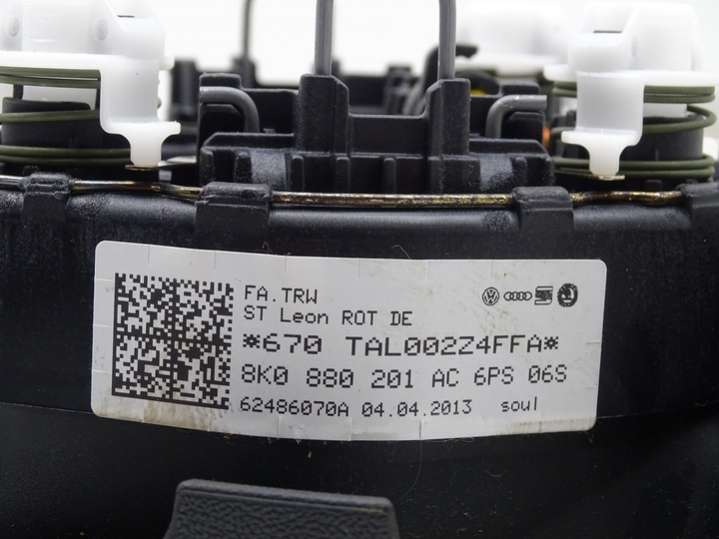 FA.TRW
ST Leon ROT DE
*670 TAL002Z4FFA*
8K0 880 201 AC 6PS 06S
62486070A 04.04.2013 soul